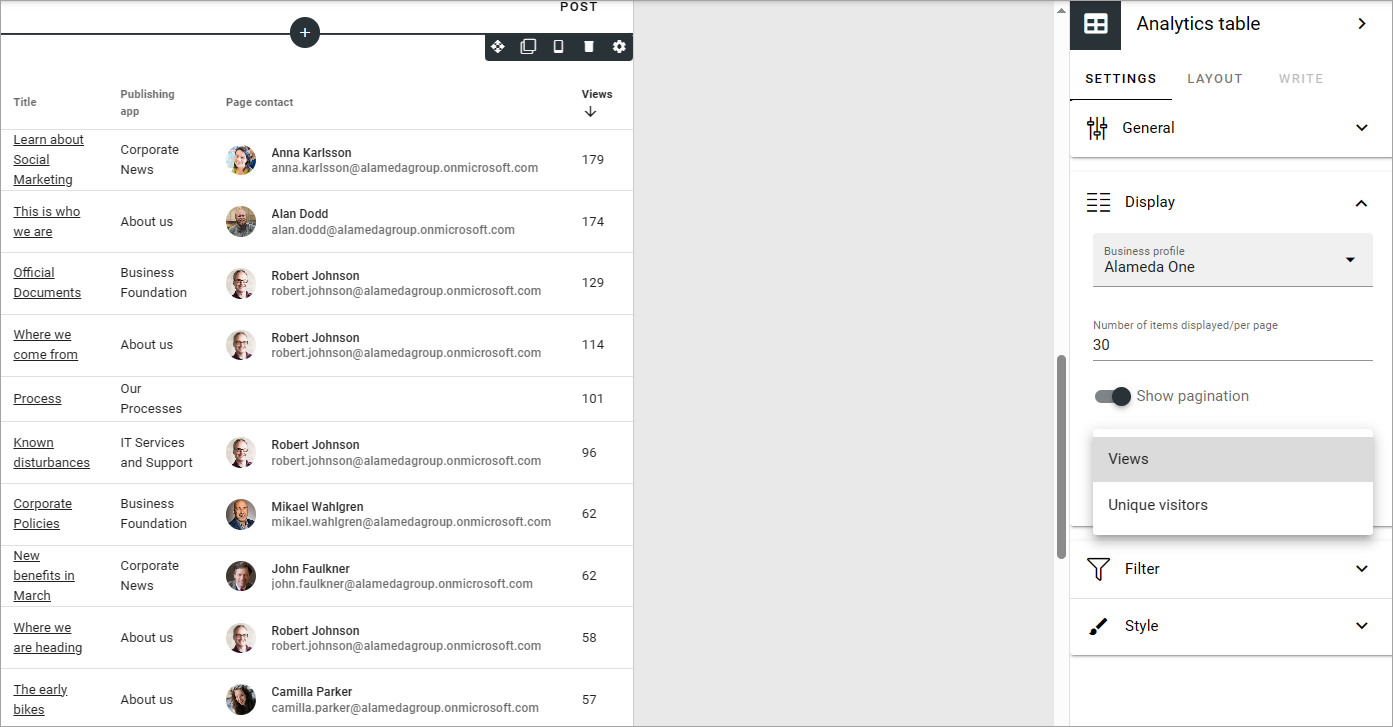 POST
Title
Publishing
app
Page contact
Views
Learn about
Social
Marketing
Corporate
News
Anna Karlsson
anna.karlsson@alamedagroup.onmicrosoft.com
179
This is who
we are
About us
Alan Dodd
alan.dodd@alamedagroup.onmicrosoft.com
174
Official
Documents
Business
Foundation
Robert Johnson
robert.johnson@alamedagroup.onmicrosoft.com
129
Where we
come from
About us
Robert Johnson
robert.johnson@alamedagroup.onmicrosoft.com
114
Process
Our
Processes
101
Known
disturbances
IT Services
and Support
Robert Johnson
robert.johnson@alamedagroup.onmicrosoft.com
96
Corporate
Policies
Business
Foundation
Mikael Wahlgren
mikael.wahlgren@alamedagroup.onmicrosoft.com
62
New
benefits in
March
Corporate
News
John Faulkner
john.faulkner@alamedagroup.onmicrosoft.com
62
Where we
are heading
About us
Robert Johnson
robert.johnson@alamedagroup.onmicrosoft.com
58
The early
bikes
About us
Camilla Parker
camilla.parker@alamedagroup.onmicrosoft.com
57
Analytics table
SETTINGS LAYOUT WRITE
General
Display
Business profile
Alameda One
Number of items displayed/per page
30
Show pagination
Views
Unique visitors
Filter
Style